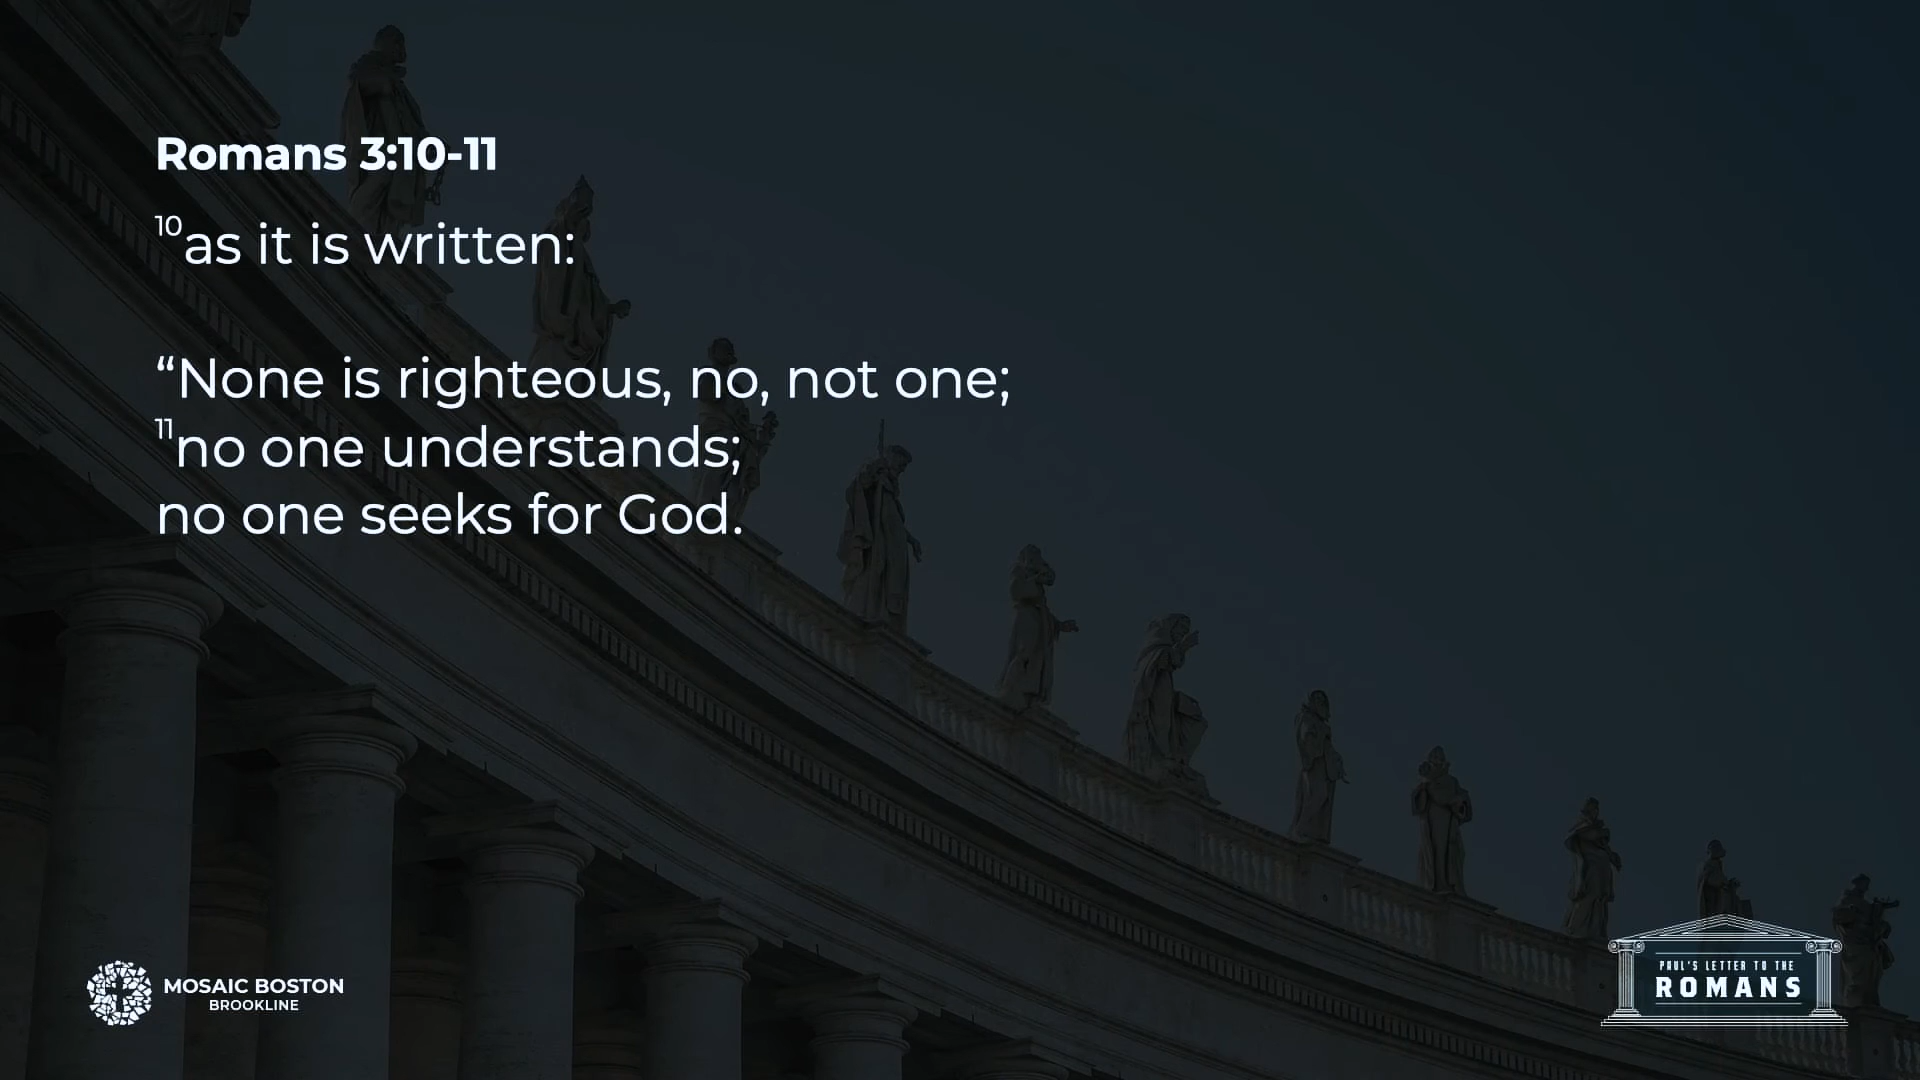 Romans 3:10-11
10as it is written:
“None is righteous, no, not one;
11no one understands;
no one seeks for God.
MOSAIC BOSTON
BROOKLINE
PAUL'S LETTER TO THE
ROMANS